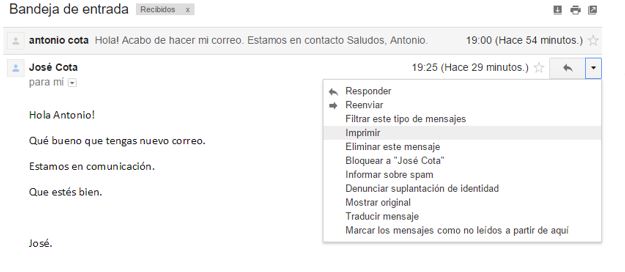 Bandeja de entrada Recibidos x
antonio cota Hola! Acabo de hacer mi correo. Estamos en contacto Saludos, Antonio. 19:00 (Hace 54 minutos.)
José Cota 19:25 (Hace 29 minutos.)
para mí
Hola Antonio!
Qué bueno que tengas nuevo correo.
Estamos en comunicación.
Que estés bien.
José.
Responder
Reenviar
Filtrar este tipo de mensajes
Imprimir
Eliminar este mensaje
Bloquear a "José Cota"
Informar sobre spam
Denunciar suplantación de identidad
Mostrar original
Traducir mensaje
Marcar los mensajes como no leídos a partir de aquí